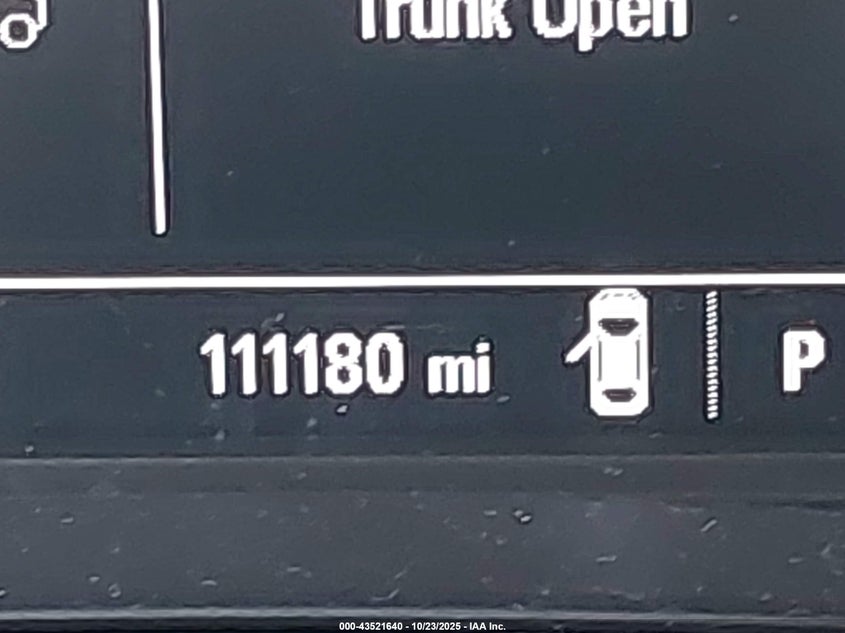 Trunk Open
111180 mi
P
000-43521640 - 10/23/2025 - IAA Inc.